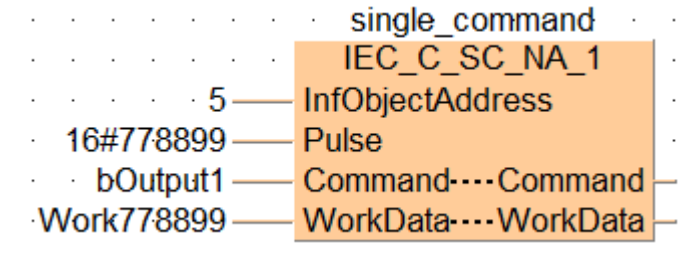 single_command
IEC_C_SC_NA_1
5 InfObjectAddress
16#778899 Pulse
bOutput1 Command Command
Work778899 WorkData WorkData